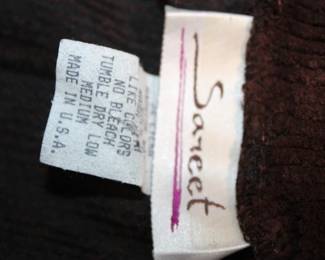 LIKE COLORS
NO BLEACH
TUMBLE DRY LOW
MEDIUM
MADE IN U.S.A.
Sareet